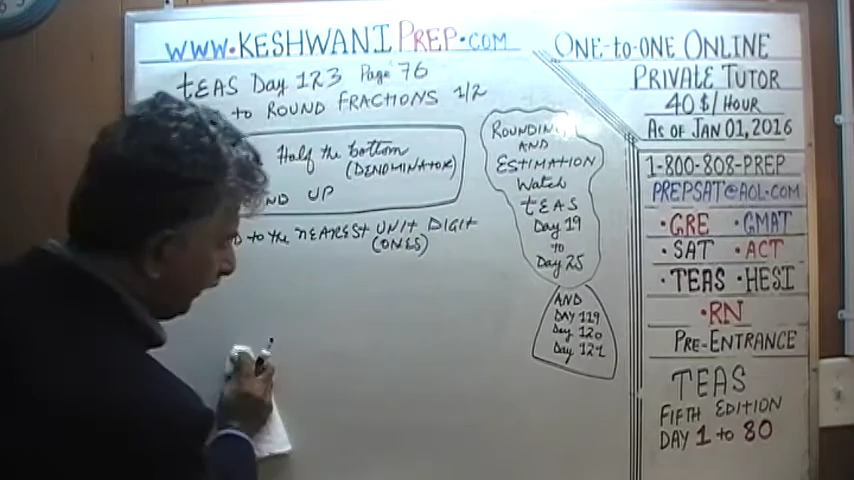 www.KESHWANI PREP.COM
tEAS Day 123 Page 76
to ROUND FRACTIONS 1/2
Half the bottom
(DENOMINATOR)
ND UP
D to the NEAREST UNIT DIGIT
(ONES)
ROUNDING
AND
ESTIMATION
Watch
tEAS
Day 19
to
Day 25
AND
DAY 119
Day 120
Day 121
ONE-to-ONE ONLINE
PRIVATE TUTOR
40 $/HOUR
AS OF JAN 01, 2016
1-800-808-PREP
PREPSAT@AOL.COM
•GRE •GMAT
•SAT •ACT
•TEAS •HESI
•RN
PRE-ENTRANCE
TEAS
FIFTH EDITION
DAY 1 to 80